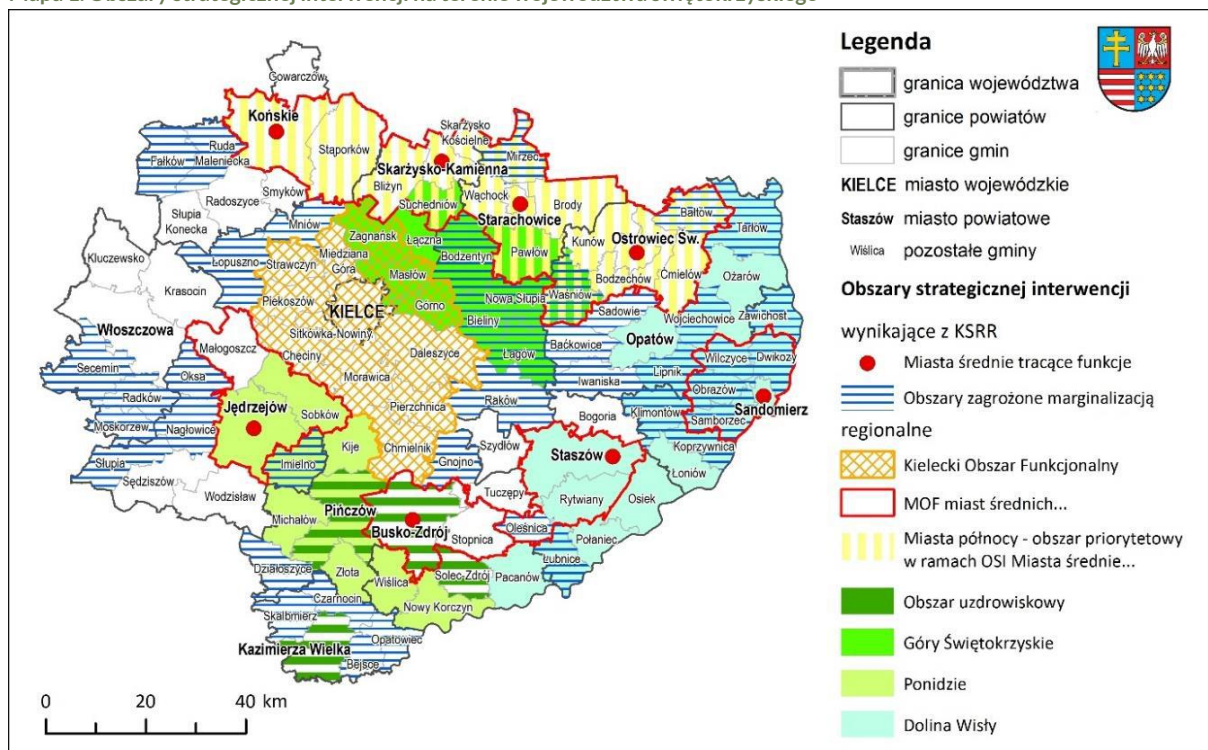 Gowarczów
Końskie
Stąporków
Skarżysko
Kościelne
Mirzec
Skarżysko-Kamienna
Fałków
Ruda
Maleniecka
Bliżyn
Suchedniów
Wąchock
Brody
Starachowice
Smyków
Radoszyce
Słupia
Konecka
Mniów
Zagnańsk
Łączna
Bodzentyn
Pawłów
Kunów
Ostrowiec Św.
Bałtów
Tarłów
Bodzechów
Ćmielów
Ożarów
Kluczewsko
Łopuszno
Strawczyn
Miedziana
Góra
Masłów
Krasocin
Piekoszów
KIELCE
Górno
Nowa Słupia
Waśniów
Sadowie
Wojciechowice
Zawichost
Bieliny
Sitkówka-Nowiny
Włoszczowa
Małogoszcz
Chęciny
Daleszyce
Łagów
Baćkowice
Opatów
Lipnik
Wilczyce
Dwikozy
Secemin
Oksa
Morawica
Iwaniska
Obrazów
Radków
Jędrzejów
Sobków
Pierzchnica
Raków
Bogoria
Klimontów
Samborzec
Sandomierz
Moskorzew
Nagłowice
Kije
Chmielnik
Gnojno
Szydłów
Staszów
Koprzywnica
Łoniów
Słupia
Imielno
Sędziszów
Wodzisław
Tuczępy
Rytwiany
Osiek
Michałów
Pińczów
Busko-Zdrój
Stopnica
Oleśnica
Połaniec
Łubnice
Działoszyce
Złota
Wiślica
Solec-Zdrój
Pacanów
Czarnocin
Nowy Korczyn
Skalbmierz
Opatowiec
Kazimierza Wielka
Bejsce
0 20 40 km
Legenda
granica województwa
granice powiatów
granice gmin
KIELCE miasto wojewódzkie
Staszów miasto powiatowe
Wiślica pozostałe gminy
Obszary strategicznej interwencji
wynikające z KSRR
Miasta średnie tracące funkcje
Obszary zagrożone marginalizacją
regionalne
Kielecki Obszar Funkcjonalny
MOF miast średnich...
Miasta północy - obszar priorytetowy
w ramach OSI Miasta średnie...
Obszar uzdrowiskowy
Góry Świętokrzyskie
Ponidzie
Dolina Wisły